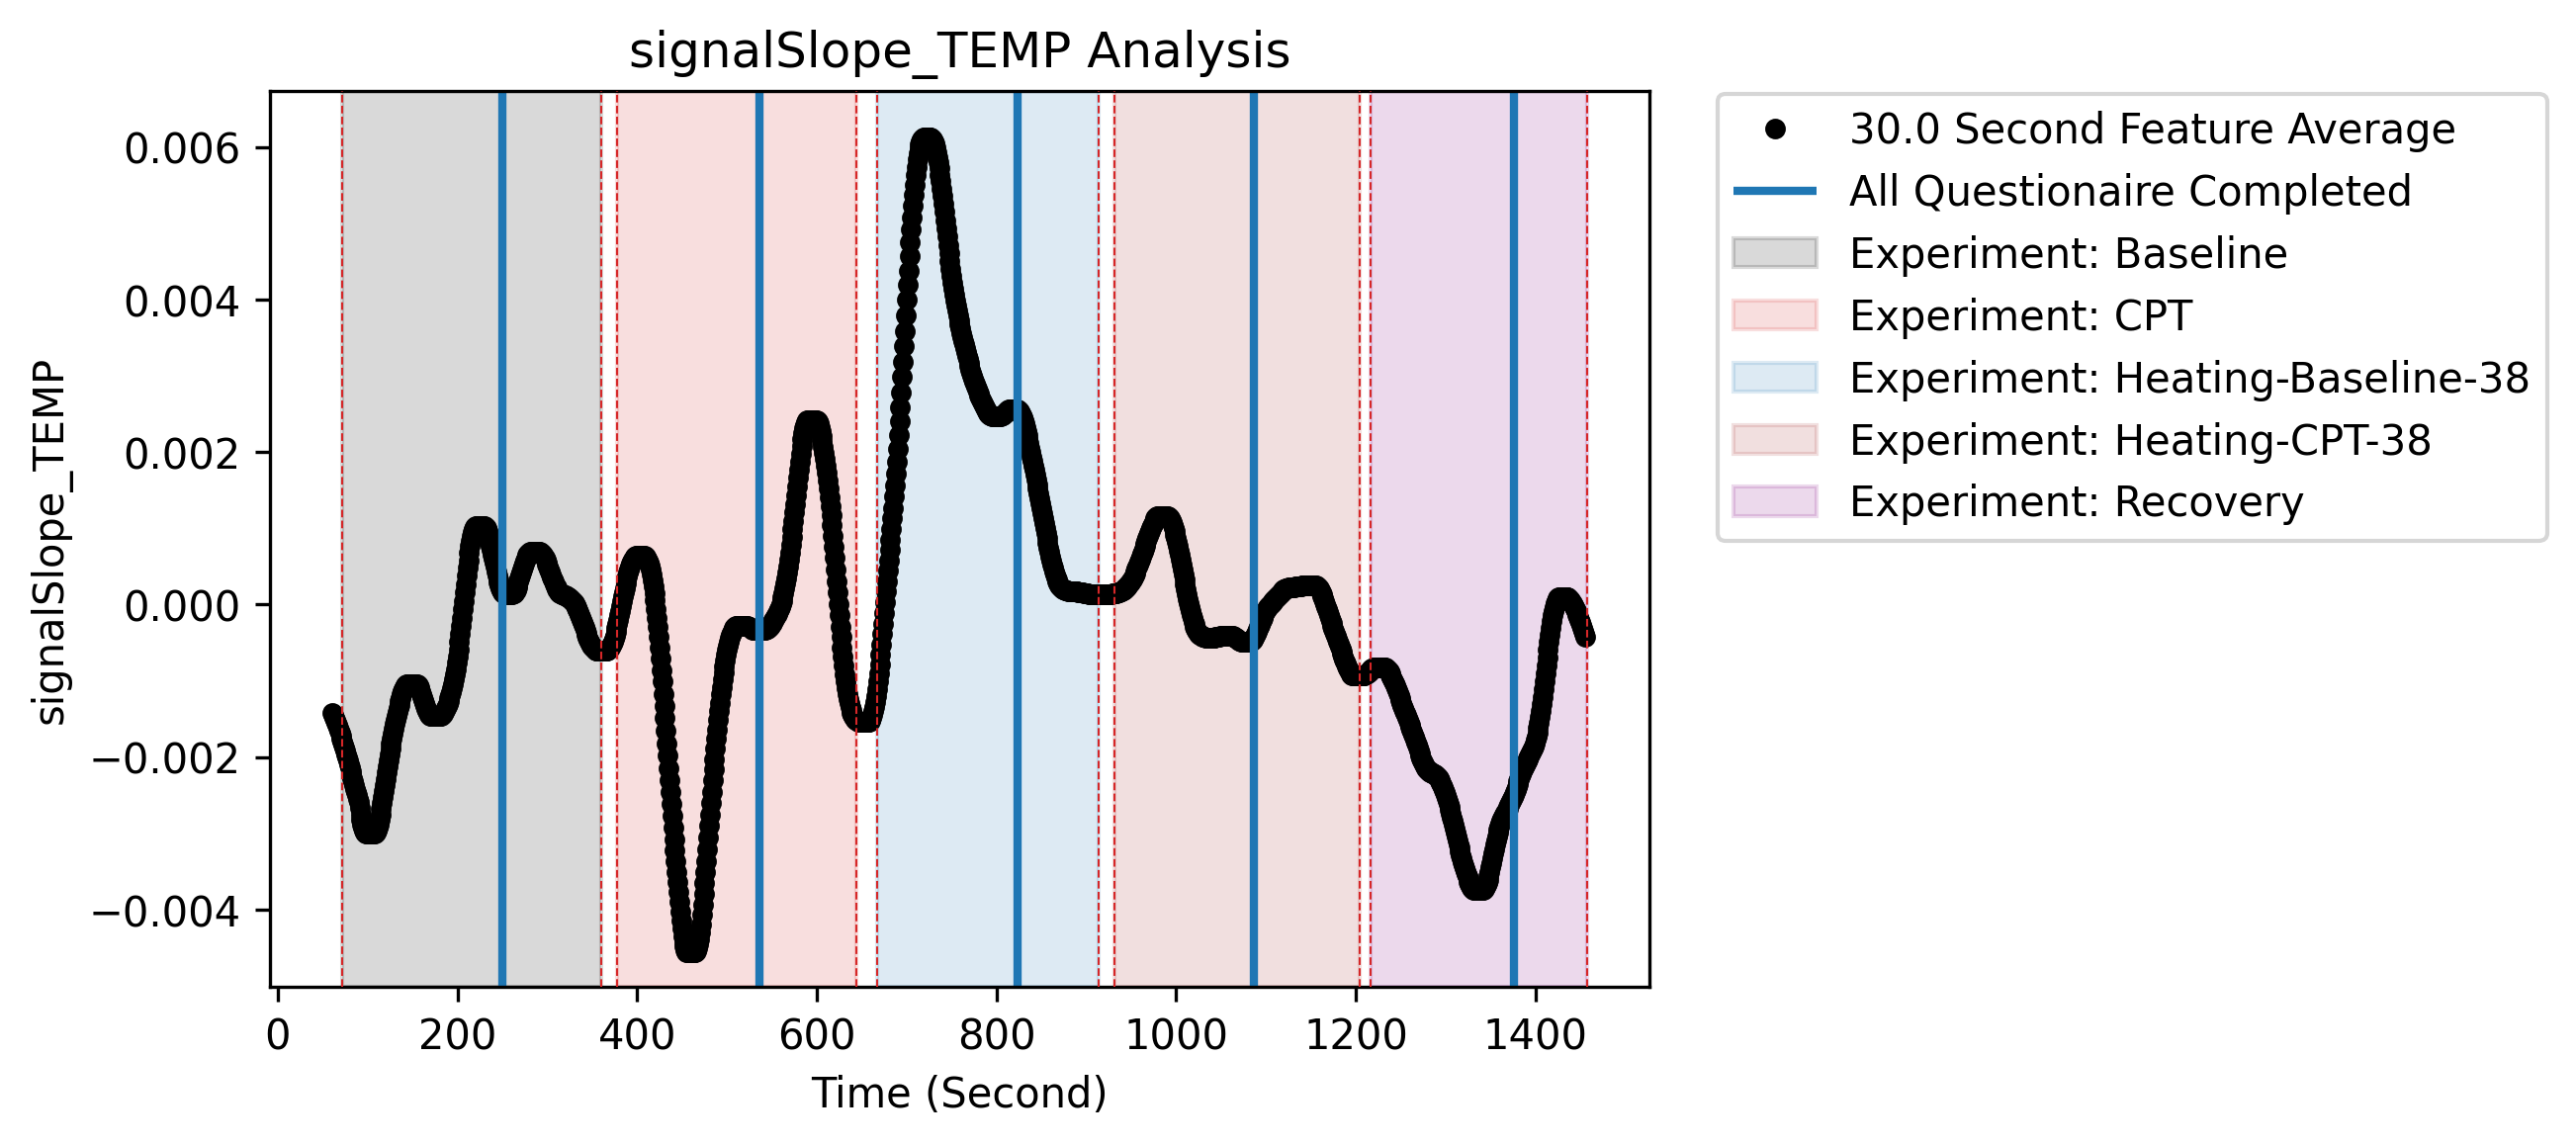 signalSlope_TEMP Analysis
signalSlope_TEMP
0.006
0.004
0.002
0.000
−0.002
−0.004
0 200 400 600 800 1000 1200 1400
Time (Second)
30.0 Second Feature Average
All Questionaire Completed
Experiment: Baseline
Experiment: CPT
Experiment: Heating-Baseline-38
Experiment: Heating-CPT-38
Experiment: Recovery